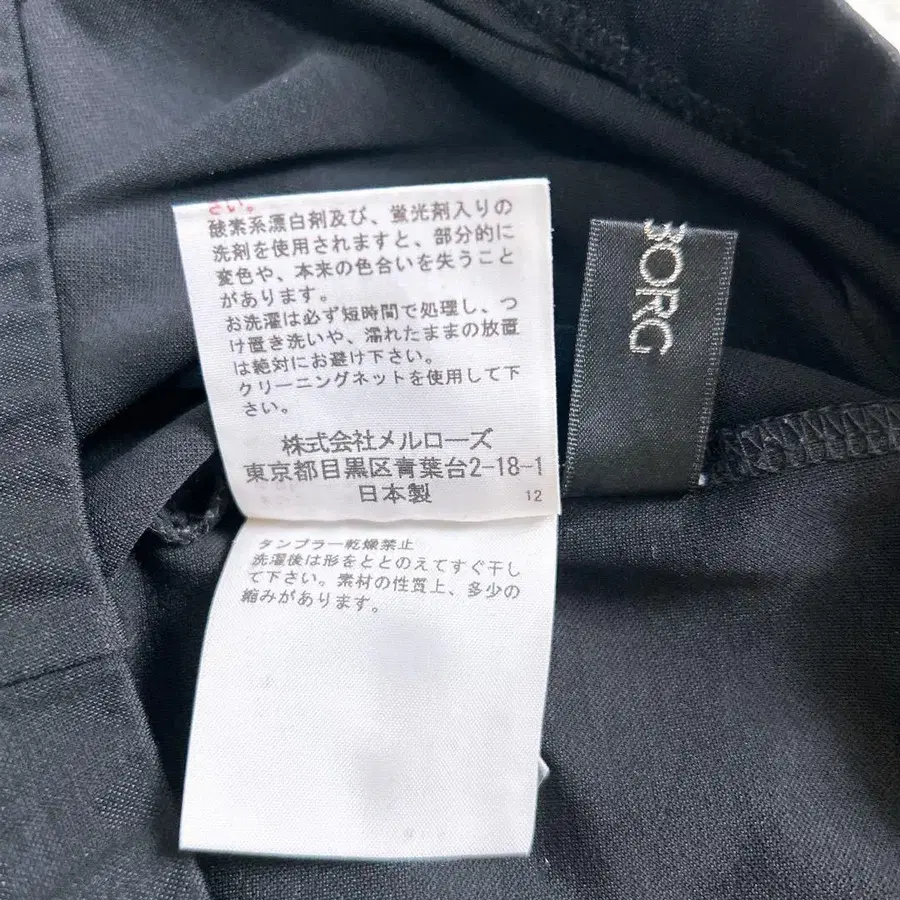 さい。
酸素系漂白剤及び、蛍光剤入りの
洗剤を使用されますと、部分的に
変色や、本来の色合いを失うこと
があります。
お洗濯は必ず短時間で処理し、つ
け置き洗いや、濡れたままの放置
は絶対にお避け下さい。
クリーニングネットを使用して下
さい。
株式会社メルローズ
東京都目黒区青葉台2-18-1
日本製
12
タンブラー乾燥禁止
洗濯後は形をととのえてすぐ干し
て下さい。素材の性質上、多少の
縮みがあります。
BORG